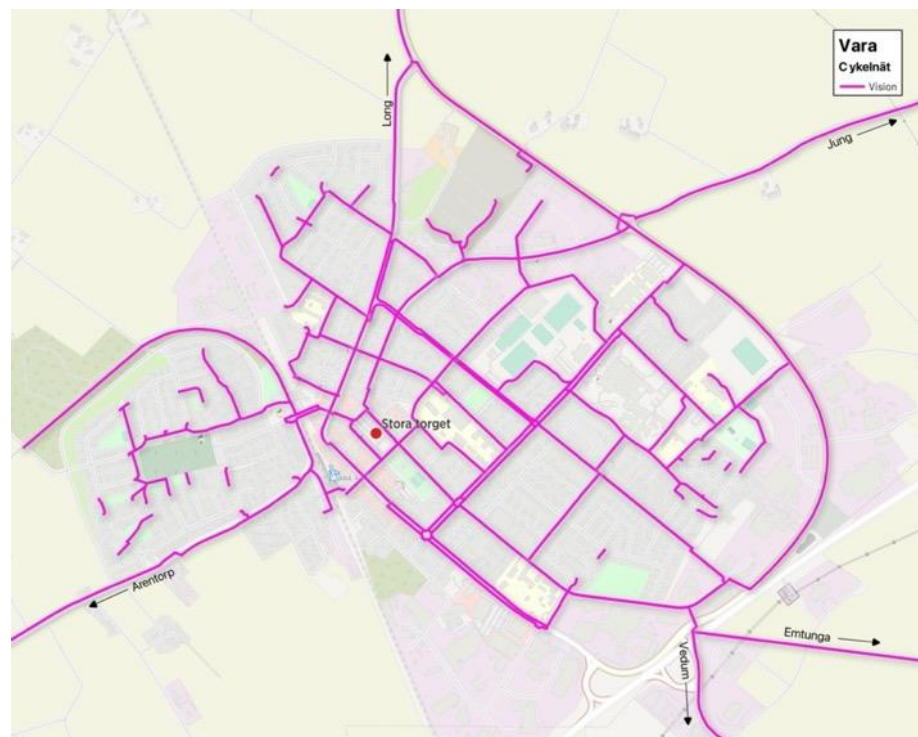 Vara
Cykelnät
Vision
Long
Jung
Stora torget
Arentorp
Emtunga
Vedum